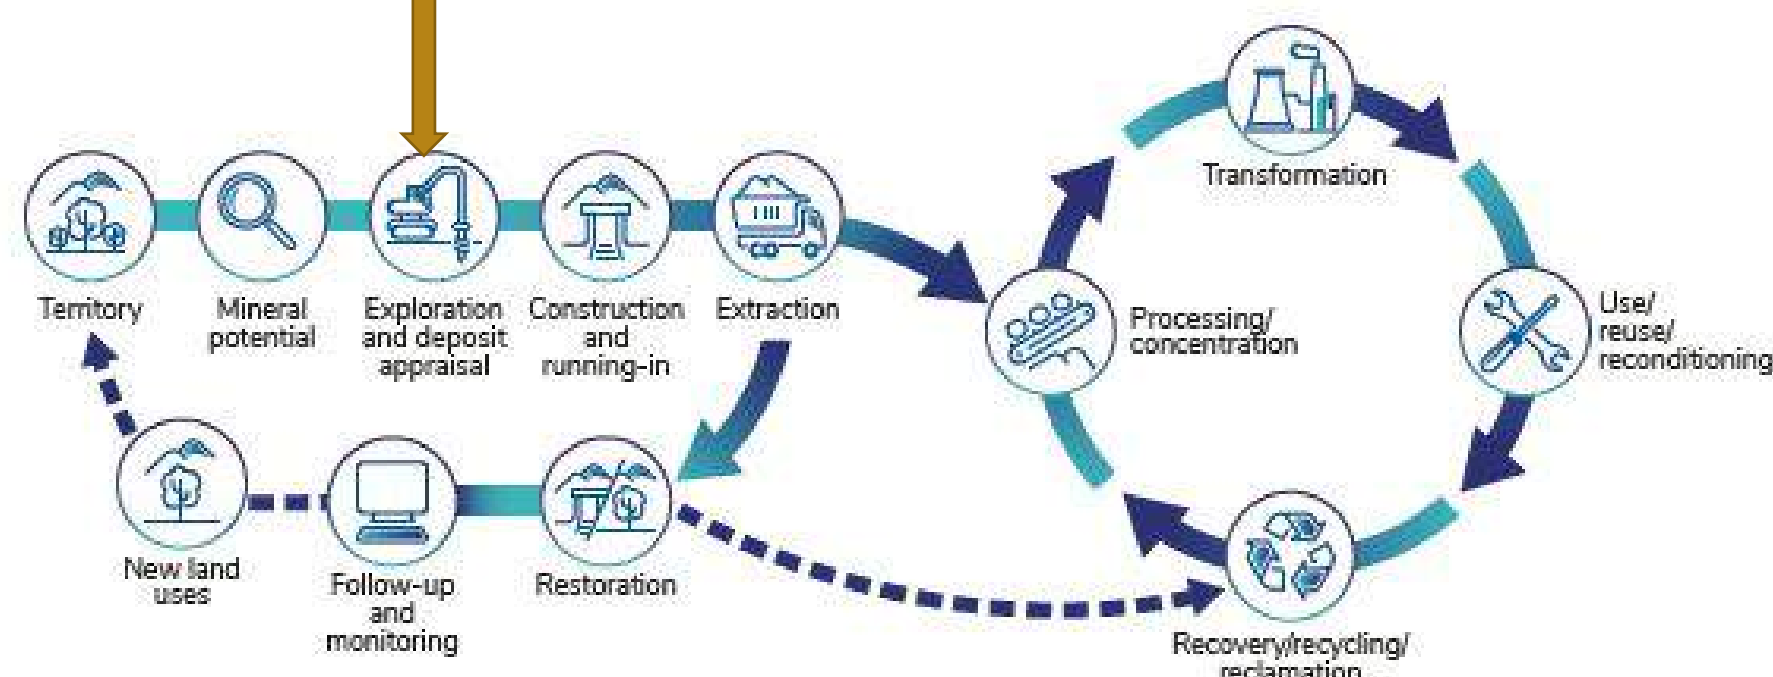 Transformation
Territory
Mineral
potential
Exploration
and deposit
appraisal
Construction
and
running-in
Extraction
Processing/
concentration
Use/
reuse/
reconditioning
New land
uses
Follow-up
and
monitoring
Restoration
Recovery/recycling/
reclamation